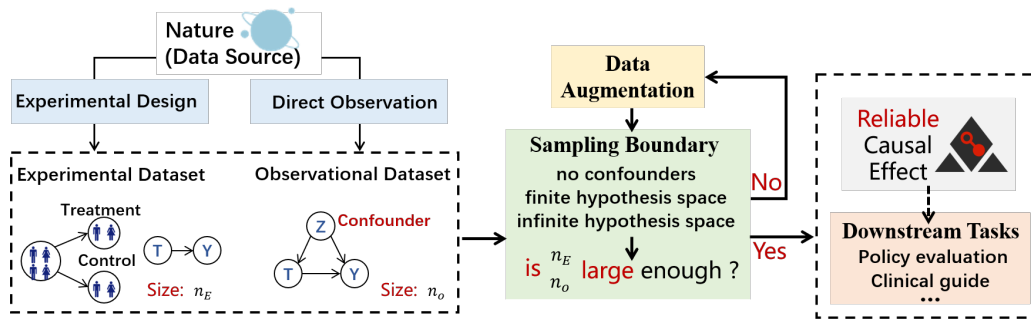 Nature
(Data Source)
Experimental Design
Direct Observation
Experimental Dataset
Treatment
Control
T
Y
Size: n_E
Observational Dataset
Confounder
Z
T
Y
Size: n_o
Data
Augmentation
Sampling Boundary
no confounders
finite hypothesis space
infinite hypothesis space
is n_E n_o large enough ?
No
Yes
Reliable
Causal
Effect
Downstream Tasks
Policy evaluation
Clinical guide
...